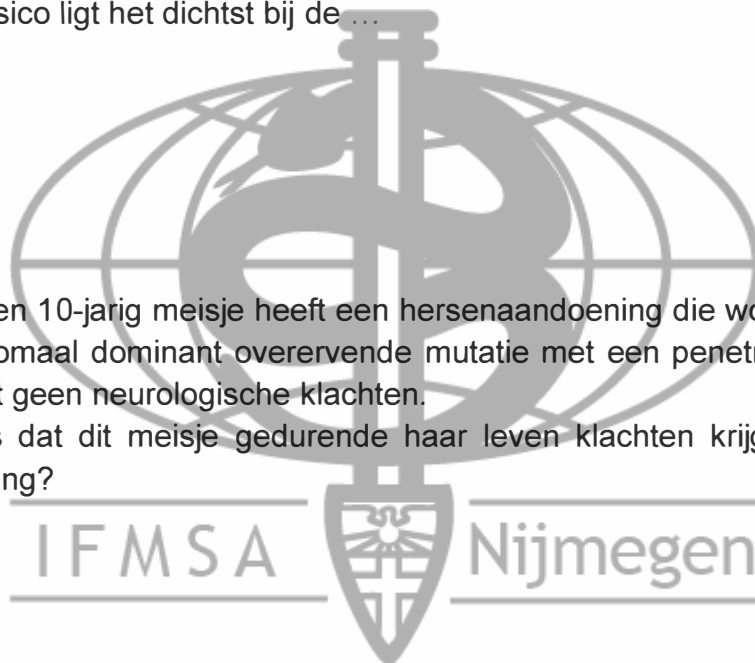 sico ligt het dichtst bij de …
en 10-jarig meisje heeft een hersenaandoening die wo
omaal dominant overervende mutatie met een penetr
t geen neurologische klachten.
s dat dit meisje gedurende haar leven klachten krijg
ng?
IFMSA Nijmegen